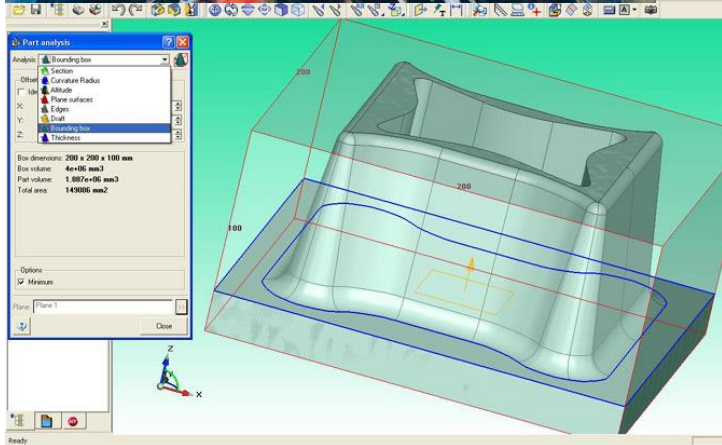 Part analysis
Analysis: Bounding box
Section
Curvature Radius
Altitude
Plane surfaces
Edges
Draft
Bounding box
Thickness
Offset
Ide
X:
Y:
Z:
Box dimensions: 200 x 200 x 100 mm
Box volume: 4e+06 mm3
Part volume: 1.887e+06 mm3
Total area: 149086 mm2
Options
Minimum
Plane: Plane 1
Close
200
200
100
Z
X
Ready